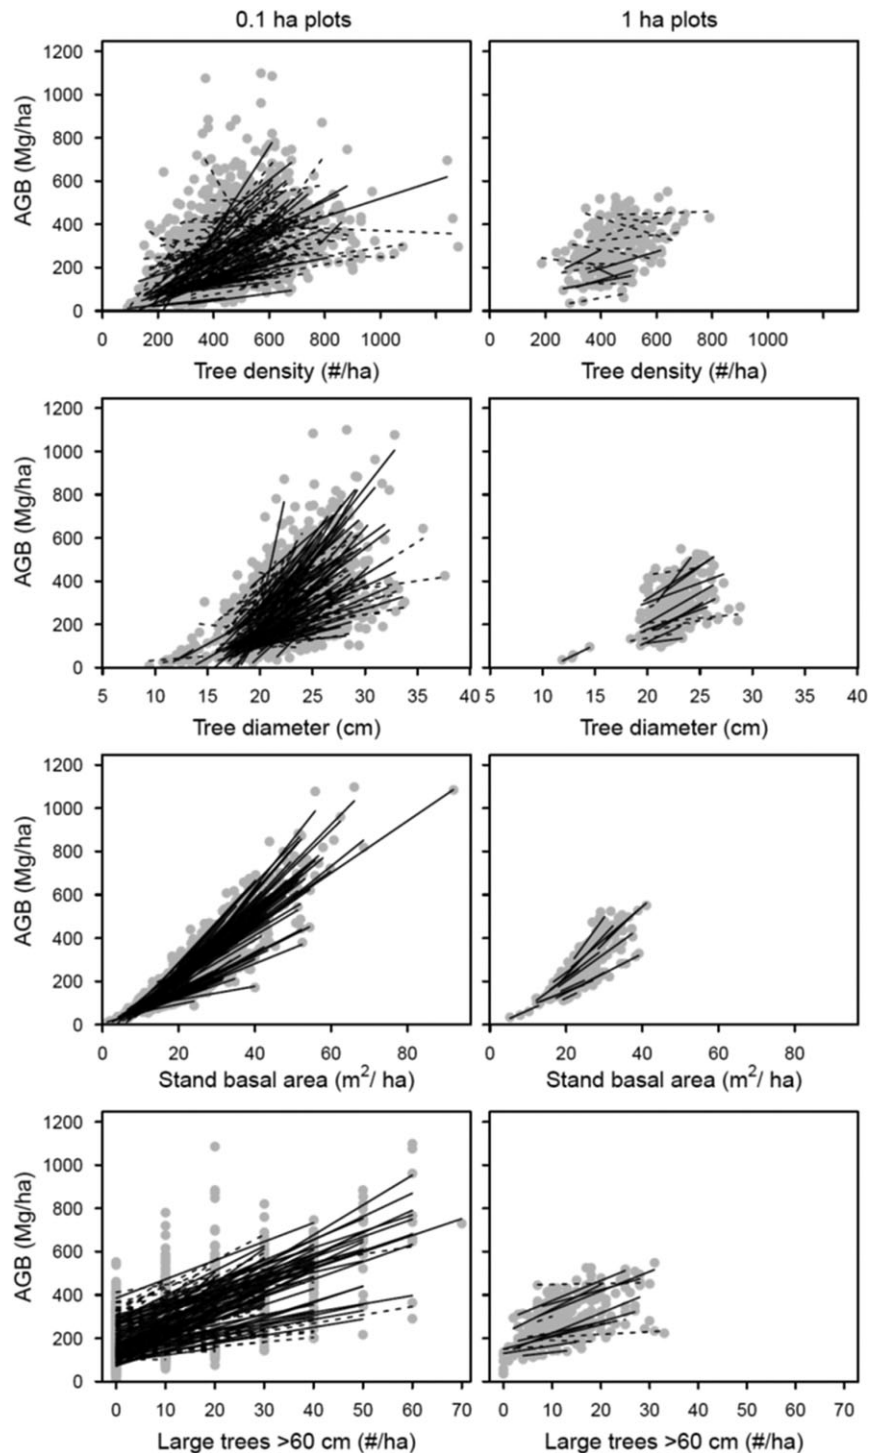 0.1 ha plots 1 ha plots
1200
1000
800
600
400
200
0
AGB (Mg/ha)
0 200 400 600 800 1000 0 200 400 600 800 1000
Tree density (#/ha) Tree density (#/ha)
1200
1000
800
600
400
200
0
AGB (Mg/ha)
5 10 15 20 25 30 35 40 5 10 15 20 25 30 35 40
Tree diameter (cm) Tree diameter (cm)
1200
1000
800
600
400
200
0
AGB (Mg/ha)
0 20 40 60 80 0 20 40 60 80
Stand basal area (m²/ ha) Stand basal area (m²/ ha)
1200
1000
800
600
400
200
0
AGB (Mg/ha)
0 10 20 30 40 50 60 70 0 10 20 30 40 50 60 70
Large trees >60 cm (#/ha) Large trees >60 cm (#/ha)